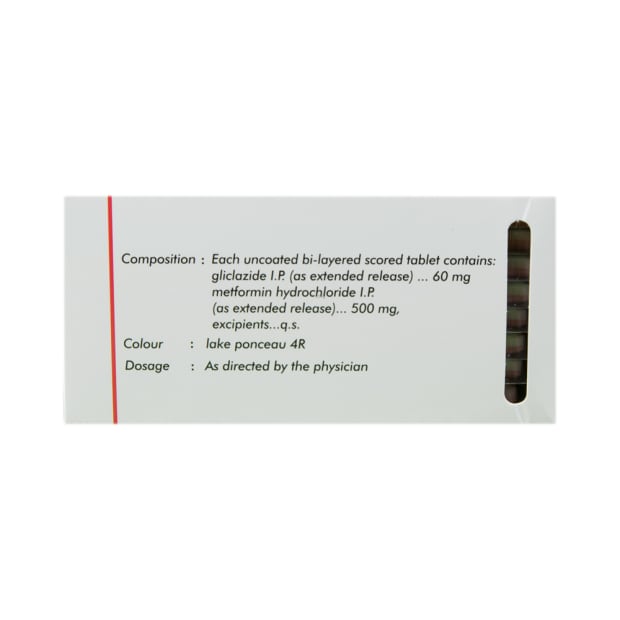 Composition : Each uncoated bi-layered scored tablet contains:
gliclazide I.P. (as extended release) ... 60 mg
metformin hydrochloride I.P.
(as extended release)... 500 mg,
excipients...q.s.
Colour : lake ponceau 4R
Dosage : As directed by the physician